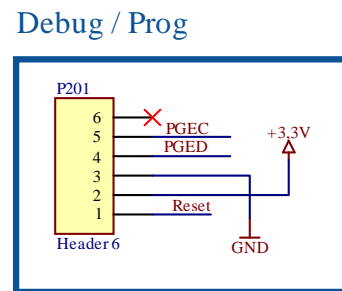 Debug / Prog
P201
6
5 PGEC
+3,3V
4 PGED
3
2
1 Reset
Header 6
GND